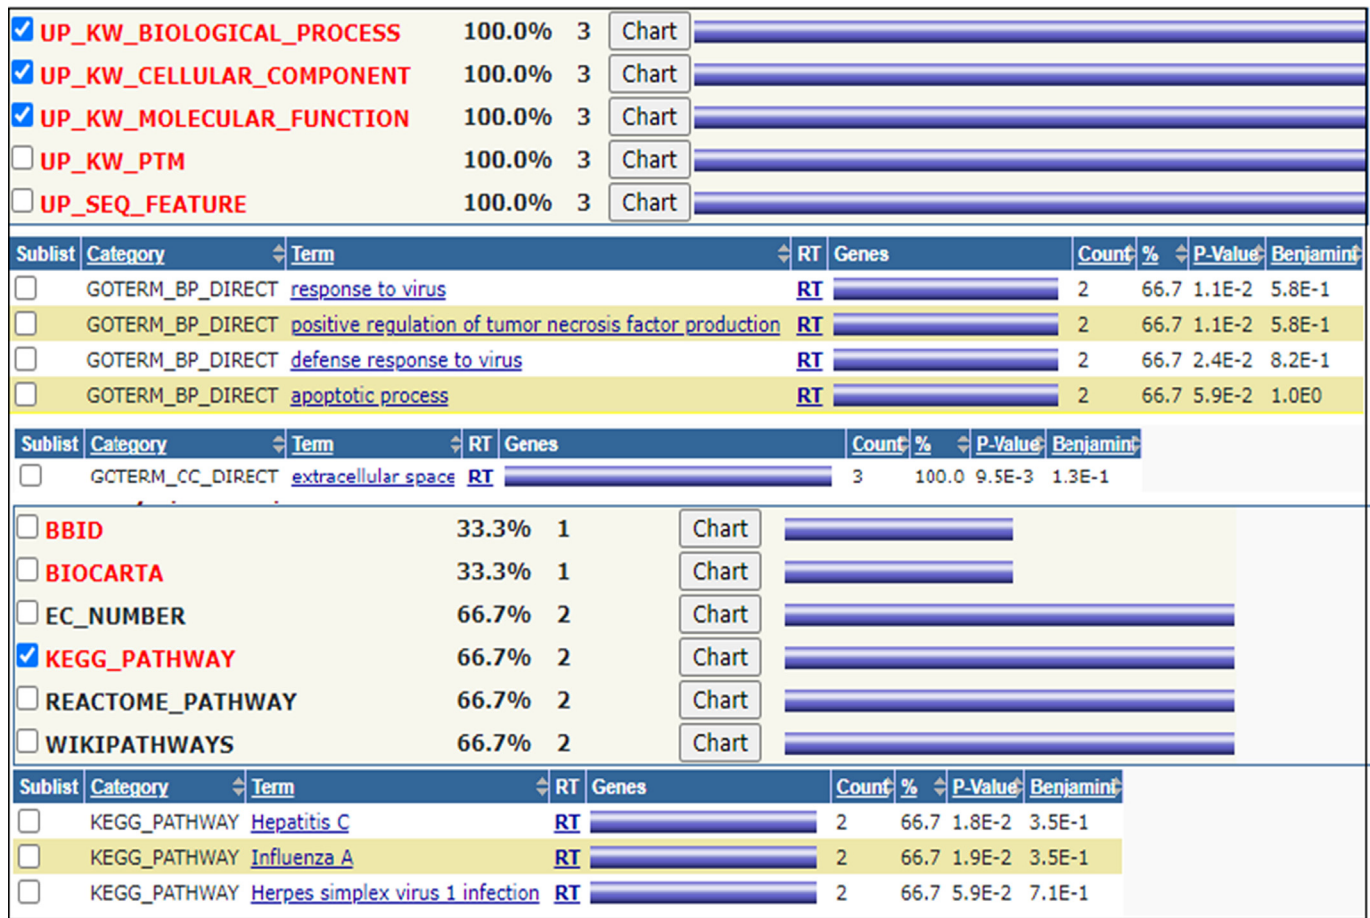 UP_KW_BIOLOGICAL_PROCESS 100.0% 3 Chart
UP_KW_CELLULAR_COMPONENT 100.0% 3 Chart
UP_KW_MOLECULAR_FUNCTION 100.0% 3 Chart
UP_KW_PTM 100.0% 3 Chart
UP_SEQ_FEATURE 100.0% 3 Chart
Sublist Category Term RT Genes Count % P-Value Benjamini
GOTERM_BP_DIRECT response to virus RT 2 66.7 1.1E-2 5.8E-1
GOTERM_BP_DIRECT positive regulation of tumor necrosis factor production RT 2 66.7 1.1E-2 5.8E-1
GOTERM_BP_DIRECT defense response to virus RT 2 66.7 2.4E-2 8.2E-1
GOTERM_BP_DIRECT apoptotic process RT 2 66.7 5.9E-2 1.0E0
Sublist Category Term RT Genes Count % P-Value Benjamini
GOTERM_CC_DIRECT extracellular space RT 3 100.0 9.5E-3 1.3E-1
BBID 33.3% 1 Chart
BIOCARTA 33.3% 1 Chart
EC_NUMBER 66.7% 2 Chart
KEGG_PATHWAY 66.7% 2 Chart
REACTOME_PATHWAY 66.7% 2 Chart
WIKIPATHWAYS 66.7% 2 Chart
Sublist Category Term RT Genes Count % P-Value Benjamini
KEGG_PATHWAY Hepatitis C RT 2 66.7 1.8E-2 3.5E-1
KEGG_PATHWAY Influenza A RT 2 66.7 1.9E-2 3.5E-1
KEGG_PATHWAY Herpes simplex virus 1 infection RT 2 66.7 5.9E-2 7.1E-1